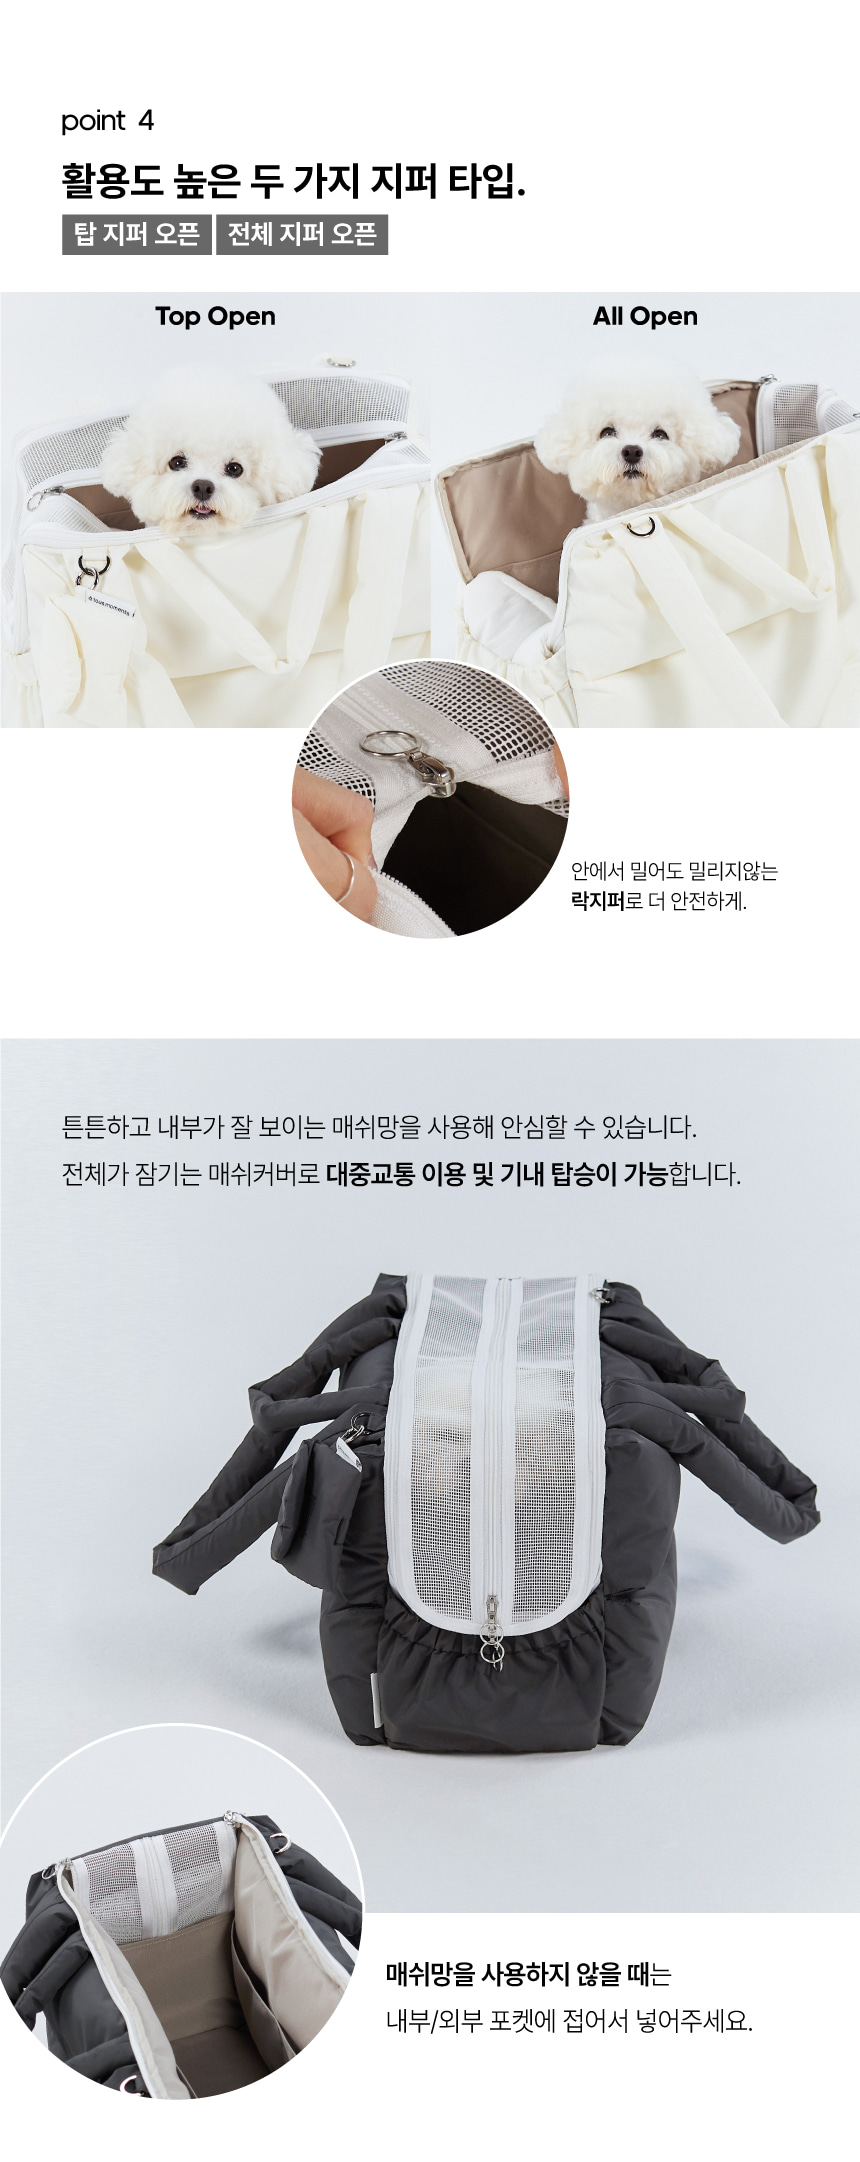 point 4
활용도 높은 두 가지 지퍼 타입.
탑 지퍼 오픈 전체 지퍼 오픈
Top Open
All Open
a lous.moments
안에서 밀어도 밀리지않는
락지퍼로 더 안전하게.
튼튼하고 내부가 잘 보이는 매쉬망을 사용해 안심할 수 있습니다.
전체가 잠기는 매쉬커버로 대중교통 이용 및 기내 탑승이 가능합니다.
매쉬망을 사용하지 않을 때는
내부/외부 포켓에 접어서 넣어주세요.